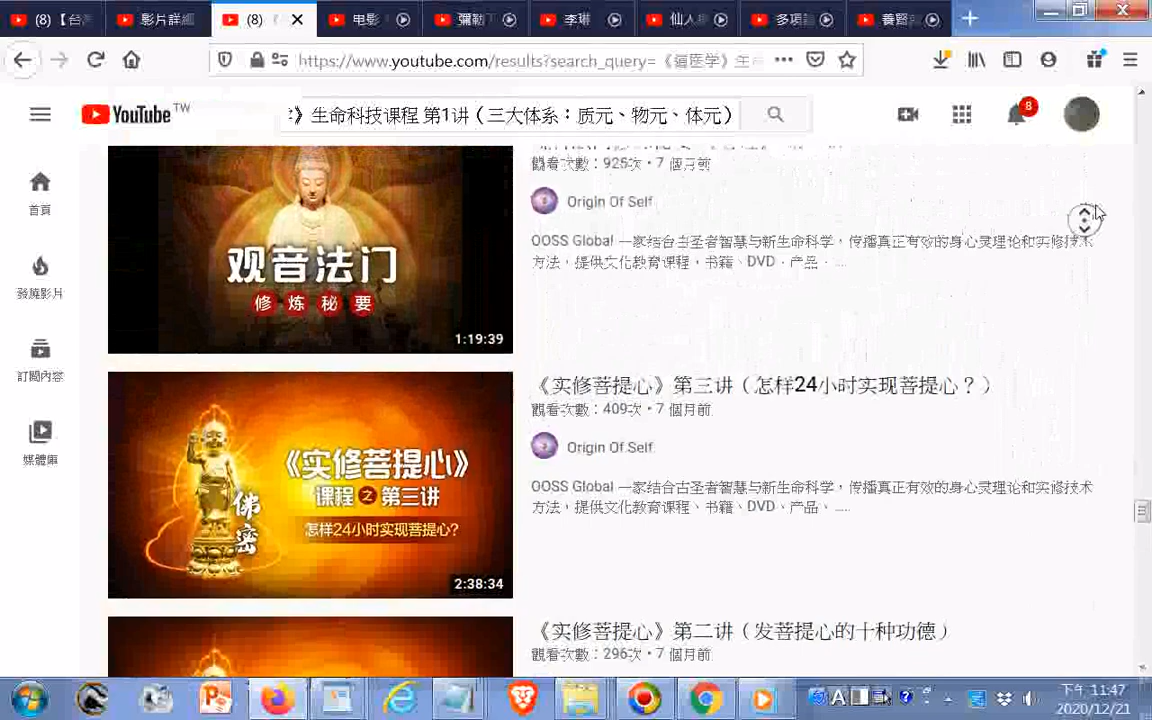 (8) 【台
影片詳細
(8)
电影
彌勒
李琳
仙人
多項
養賢
https://www.youtube.com/results?search_query=《缊医学》生
YouTube TW
》生命科技课程 第1讲（三大体系：质元、物元、体元）
8
首頁
發燒影片
訂閱內容
媒體庫
观音法门
修炼秘要
1:19:39
觀看次數：925次・7 個月前
Origin Of Self
OOSS Global 一家结合古圣者智慧与新生命科学，传播真正有效的身心灵理论和实修技术
方法，提供文化教育课程，书籍、DVD、产品、 ...
《实修菩提心》
课程之第三讲
怎样24小时实现菩提心?
佛密
2:38:34
《实修菩提心》第三讲（怎样24小时实现菩提心？）
觀看次數：409次・7 個月前
Origin Of Self
OOSS Global 一家结合古圣者智慧与新生命科学，传播真正有效的身心灵理论和实修技术
方法，提供文化教育课程、书籍、DVD、产品、 ....
《实修菩提心》第二讲（发菩提心的十种功德）
觀看次數：296次・7 個月前
下午 11:47
2020/12/21